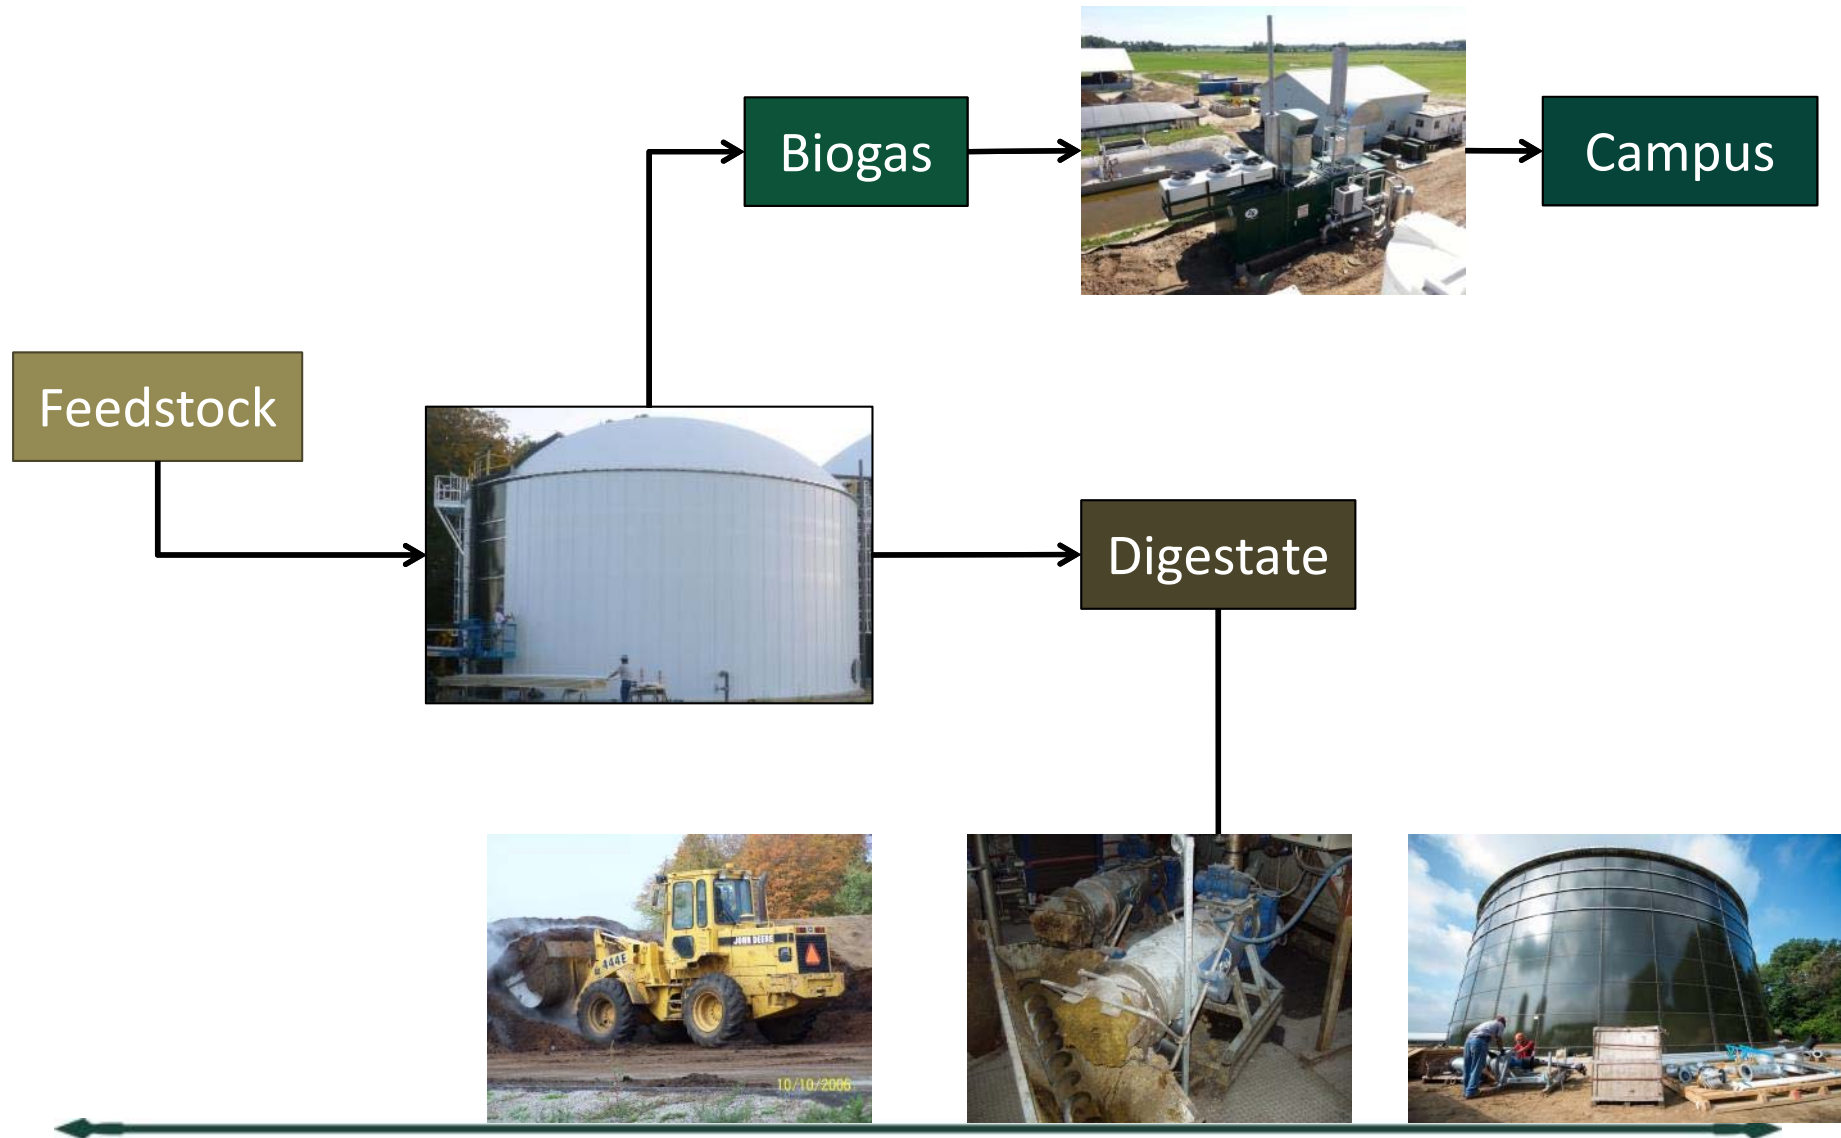 Biogas
Campus
Feedstock
Digestate
JOHN DEERE
444E
10/10/2006